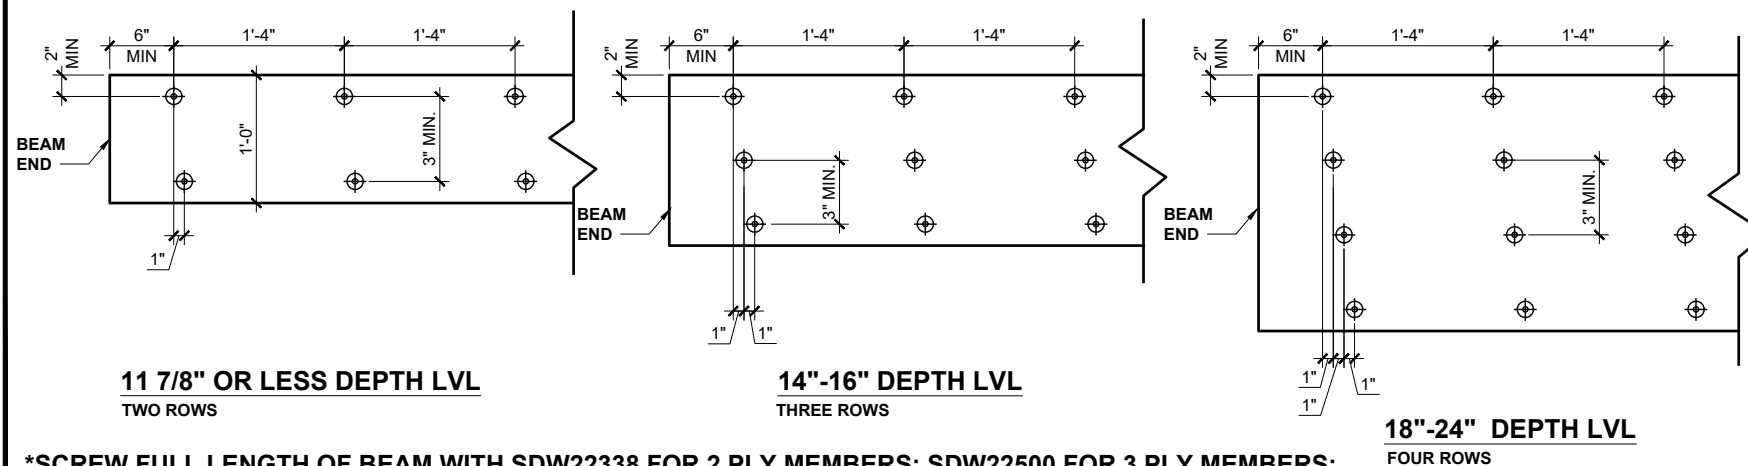 6" 1'-4" 1'-4"
MIN
2" MIN
BEAM
END
1'-0"
3" MIN.
1"
11 7/8" OR LESS DEPTH LVL
TWO ROWS
6" 1'-4" 1'-4"
MIN
2" MIN
BEAM
END
3" MIN.
1" 1"
14"-16" DEPTH LVL
THREE ROWS
6" 1'-4" 1'-4"
MIN
2" MIN
BEAM
END
3" MIN.
1" 1"
1"
18"-24" DEPTH LVL
FOUR ROWS
*SCREW FULL LENGTH OF BEAM WITH SDW22338 FOR 2 PLY MEMBERS; SDW22500 FOR 3 PLY MEMBERS;